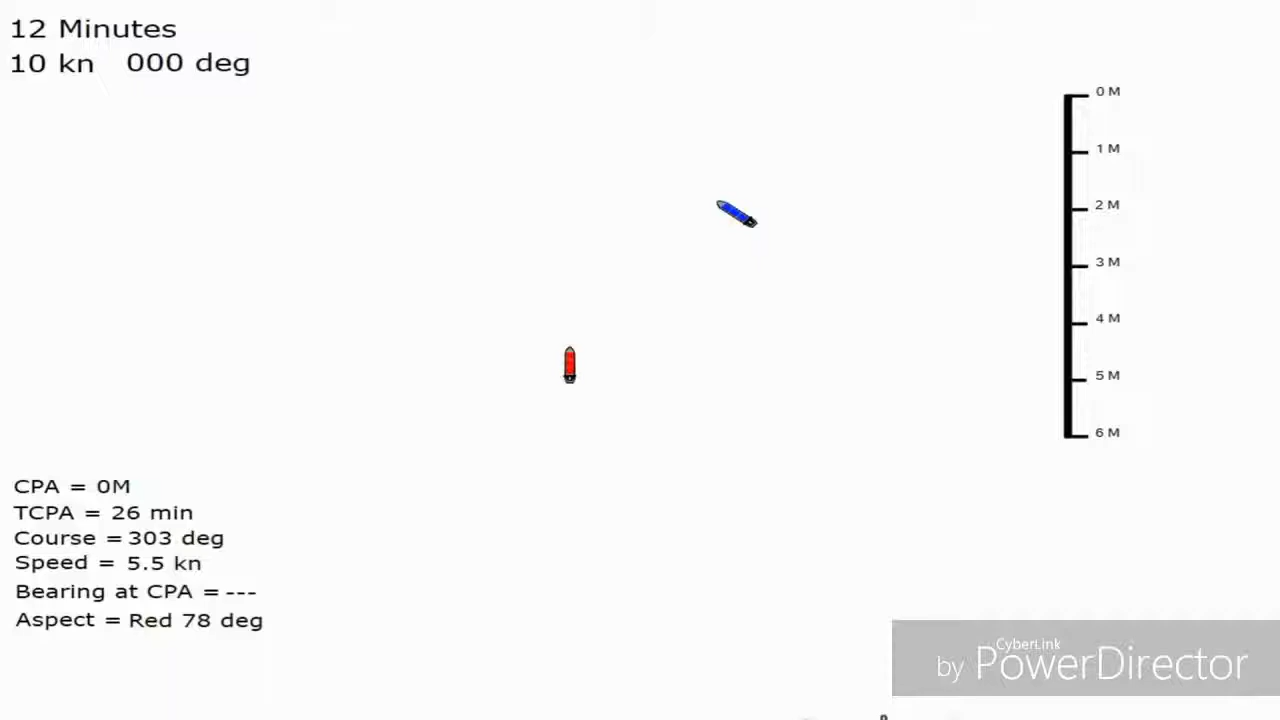 12 Minutes
10 kn 000 deg
0 M
1 M
2 M
3 M
4 M
5 M
6 M
CPA = 0M
TCPA = 26 min
Course = 303 deg
Speed = 5.5 kn
Bearing at CPA = ---
Aspect = Red 78 deg
CyberLink
by PowerDirector